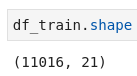 df_train.shape
(11016, 21)